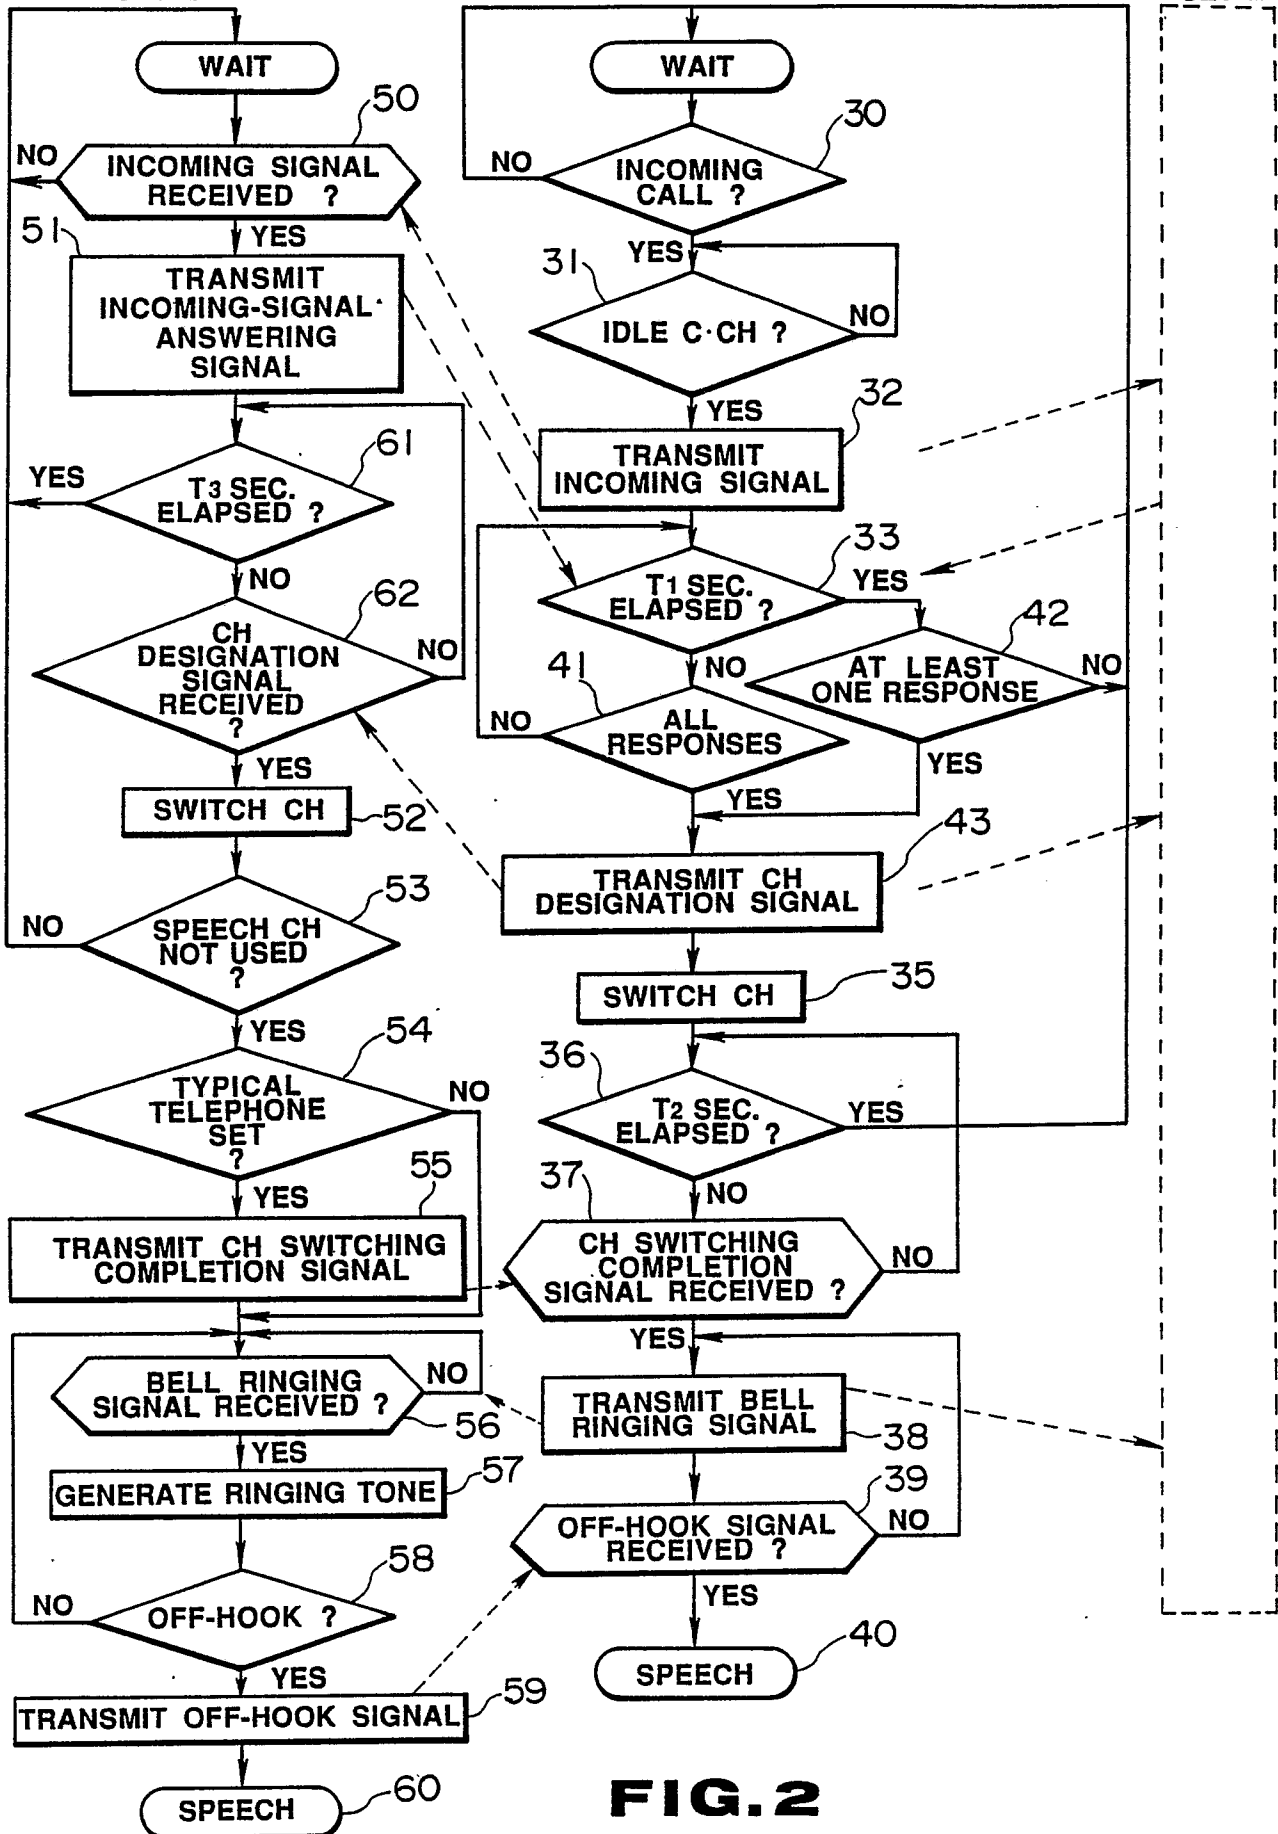 WAIT
50
NO
INCOMING SIGNAL
RECEIVED ?
YES
51
TRANSMIT
INCOMING-SIGNAL
ANSWERING
SIGNAL
61
YES
T3 SEC.
ELAPSED ?
NO
62
CH
DESIGNATION
SIGNAL
RECEIVED
?
NO
YES
SWITCH CH
52
53
NO
SPEECH CH
NOT USED
?
YES
54
TYPICAL
TELEPHONE
SET
?
NO
YES
55
TRANSMIT CH SWITCHING
COMPLETION SIGNAL
BELL RINGING
SIGNAL RECEIVED ?
NO
56
YES
GENERATE RINGING TONE
57
58
NO
OFF-HOOK ?
YES
TRANSMIT OFF-HOOK SIGNAL
59
SPEECH
60
WAIT
30
NO
INCOMING
CALL ?
YES
31
IDLE C·CH ?
NO
YES
32
TRANSMIT
INCOMING SIGNAL
33
T1 SEC.
ELAPSED ?
YES
42
NO
AT LEAST
ONE RESPONSE
NO
41
NO
ALL
RESPONSES
YES
YES
43
TRANSMIT CH
DESIGNATION SIGNAL
SWITCH CH
35
36
T2 SEC.
ELAPSED ?
YES
NO
37
CH SWITCHING
COMPLETION
SIGNAL RECEIVED ?
NO
YES
TRANSMIT BELL
RINGING SIGNAL
38
39
OFF-HOOK SIGNAL
RECEIVED ?
NO
YES
SPEECH
40
FIG.2